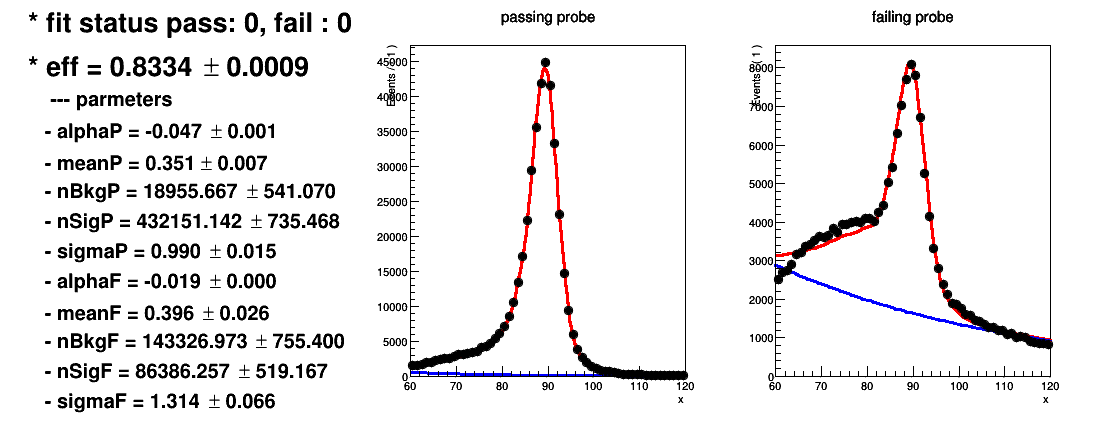 * fit status pass: 0, fail : 0
* eff = 0.8334 ± 0.0009
--- parmeters
- alphaP = -0.047 ± 0.001
- meanP = 0.351 ± 0.007
- nBkgP = 18955.667 ± 541.070
- nSigP = 432151.142 ± 735.468
- sigmaP = 0.990 ± 0.015
- alphaF = -0.019 ± 0.000
- meanF = 0.396 ± 0.026
- nBkgF = 143326.973 ± 755.400
- nSigF = 86386.257 ± 519.167
- sigmaF = 1.314 ± 0.066
passing probe
Events / ( 1 )
45000
40000
35000
30000
25000
20000
15000
10000
5000
0
60 70 80 90 100 110 120
x
failing probe
Events / ( 1 )
8000
7000
6000
5000
4000
3000
2000
1000
0
60 70 80 90 100 110 120
x